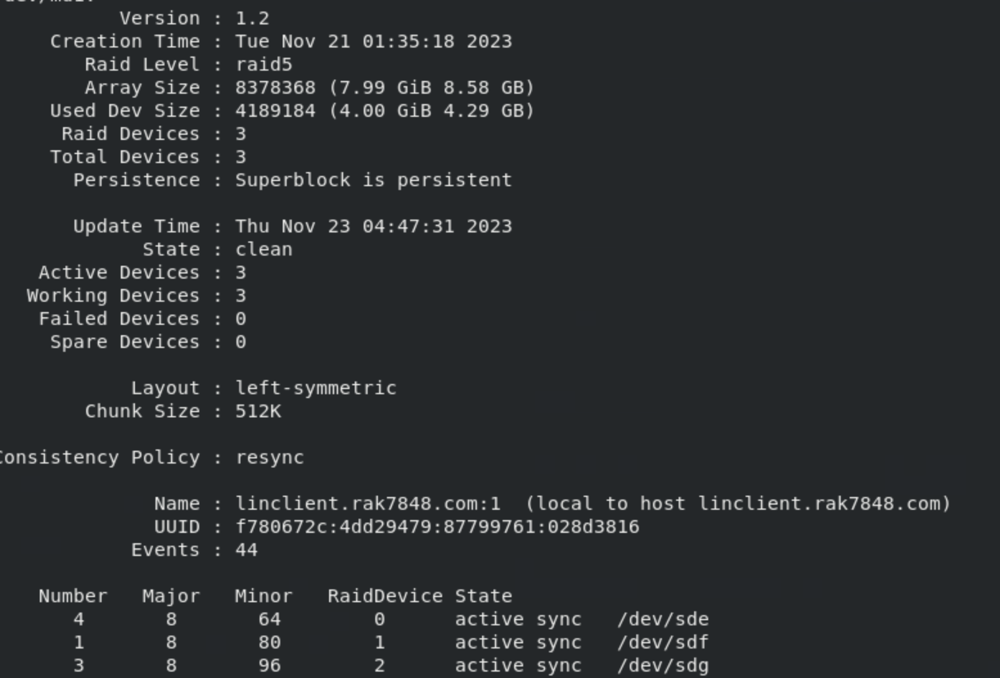 Version : 1.2
Creation Time : Tue Nov 21 01:35:18 2023
Raid Level : raid5
Array Size : 8378368 (7.99 GiB 8.58 GB)
Used Dev Size : 4189184 (4.00 GiB 4.29 GB)
Raid Devices : 3
Total Devices : 3
Persistence : Superblock is persistent
Update Time : Thu Nov 23 04:47:31 2023
State : clean
Active Devices : 3
Working Devices : 3
Failed Devices : 0
Spare Devices : 0
Layout : left-symmetric
Chunk Size : 512K
Consistency Policy : resync
Name : linclient.rak7848.com:1 (local to host linclient.rak7848.com)
UUID : f780672c:4dd29479:87799761:028d3816
Events : 44
Number Major Minor RaidDevice State
4 8 64 0 active sync /dev/sde
1 8 80 1 active sync /dev/sdf
3 8 96 2 active sync /dev/sdg